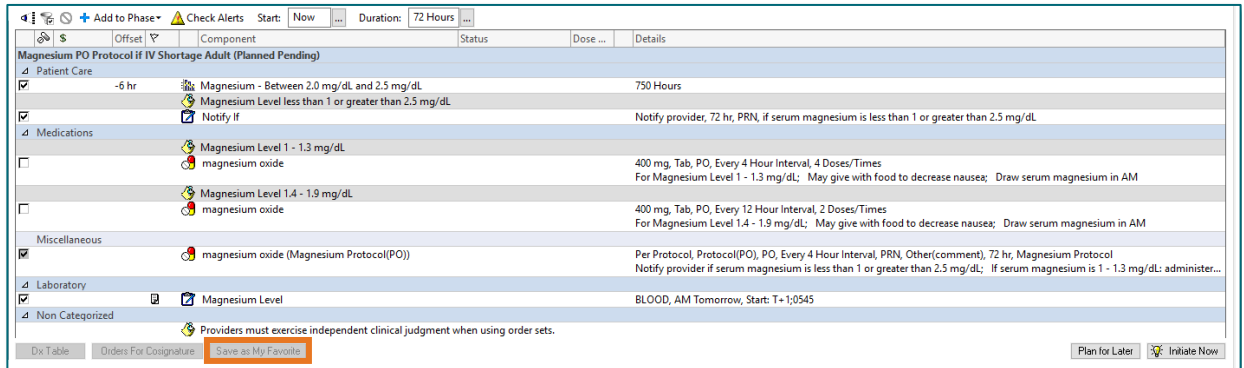 Add to Phase Check Alerts Start: Now ... Duration: 72 Hours ...
$ Offset Component Status Dose ... Details
Magnesium PO Protocol if IV Shortage Adult (Planned Pending)
Patient Care
-6 hr Magnesium - Between 2.0 mg/dL and 2.5 mg/dL 750 Hours
Magnesium Level less than 1 or greater than 2.5 mg/dL
Notify If Notify provider, 72 hr, PRN, if serum magnesium is less than 1 or greater than 2.5 mg/dL
Medications
Magnesium Level 1 - 1.3 mg/dL
magnesium oxide 400 mg, Tab, PO, Every 4 Hour Interval, 4 Doses/Times
For Magnesium Level 1 - 1.3 mg/dL; May give with food to decrease nausea; Draw serum magnesium in AM
Magnesium Level 1.4 - 1.9 mg/dL
magnesium oxide 400 mg, Tab, PO, Every 12 Hour Interval, 2 Doses/Times
For Magnesium Level 1.4 - 1.9 mg/dL; May give with food to decrease nausea; Draw serum magnesium in AM
Miscellaneous
magnesium oxide (Magnesium Protocol(PO)) Per Protocol, Protocol(PO), PO, Every 4 Hour Interval, PRN, Other(comment), 72 hr, Magnesium Protocol
Notify provider if serum magnesium is less than 1 or greater than 2.5 mg/dL; If serum magnesium is 1 - 1.3 mg/dL: administer...
Laboratory
Magnesium Level BLOOD, AM Tomorrow, Start: T+1;0545
Non Categorized
Providers must exercise independent clinical judgment when using order sets.
Dx Table Orders For Cosignature Save as My Favorite Plan for Later Initiate Now